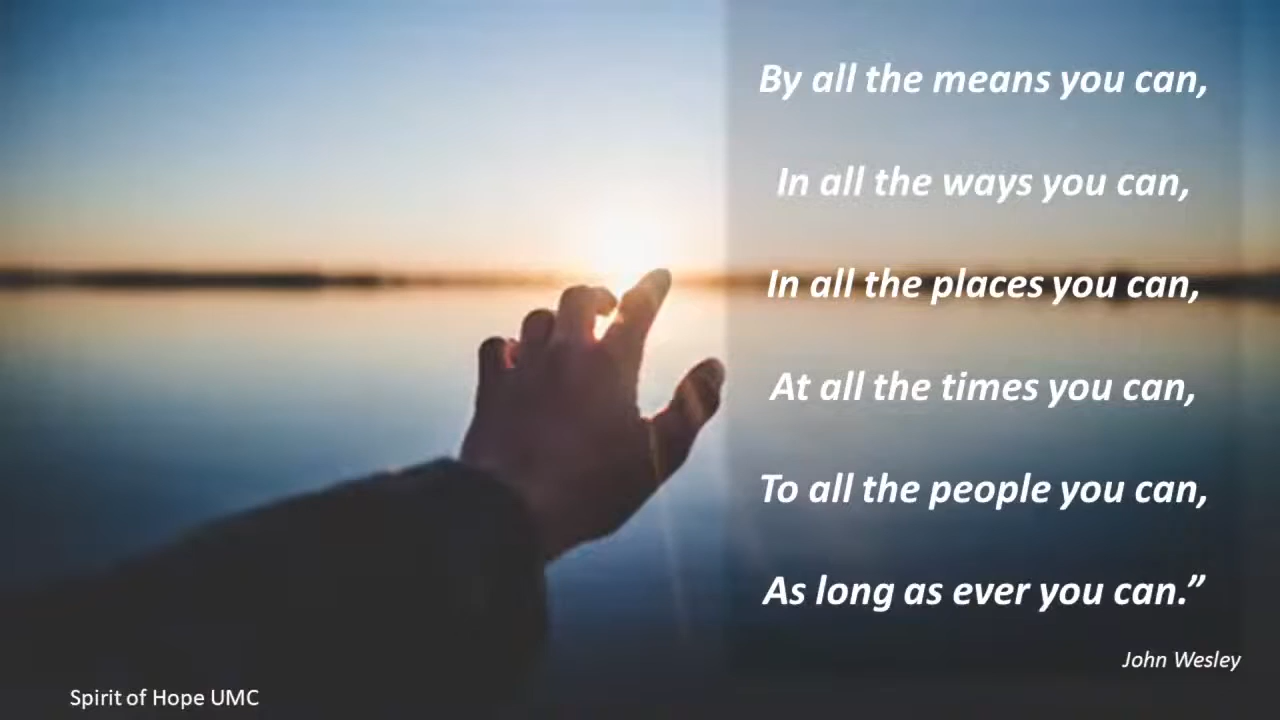 By all the means you can,
In all the ways you can,
In all the places you can,
At all the times you can,
To all the people you can,
As long as ever you can.”
John Wesley
Spirit of Hope UMC